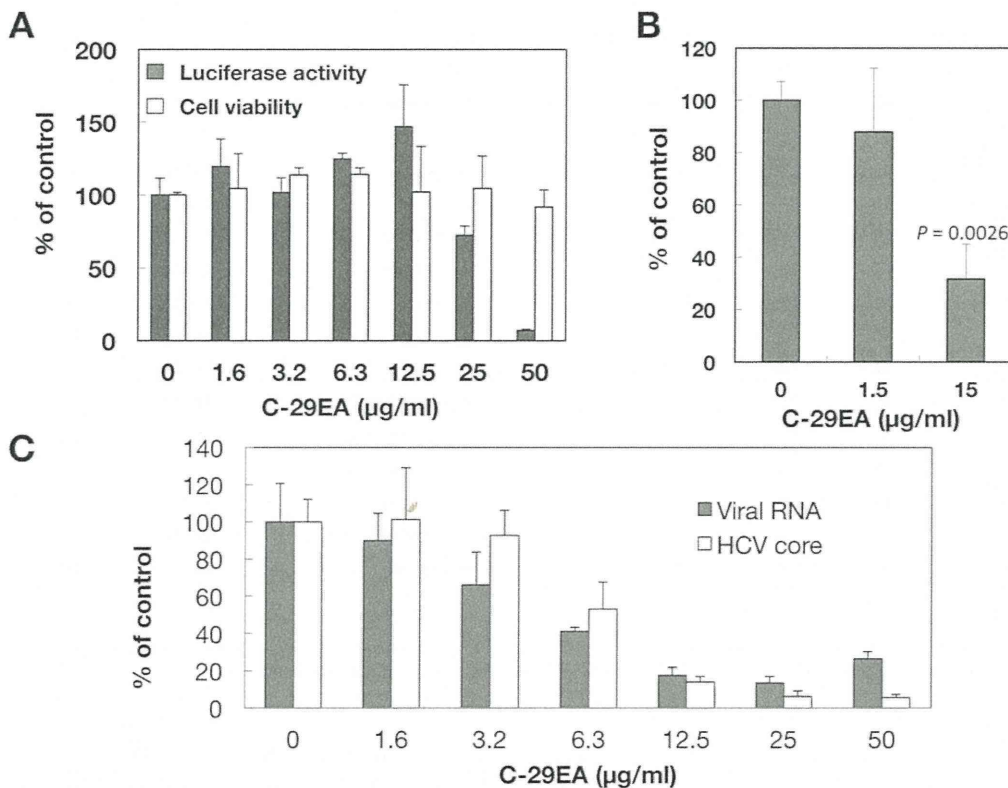 A
200
150
100
50
0
% of control
Luciferase activity
Cell viability
0 1.6 3.2 6.3 12.5 25 50
C-29EA (µg/ml)
B
120
100
80
60
40
20
0
% of control
P = 0.0026
0 1.5 15
C-29EA (µg/ml)
C
140
120
100
80
60
40
20
0
% of control
Viral RNA
HCV core
0 1.6 3.2 6.3 12.5 25 50
C-29EA (µg/ml)